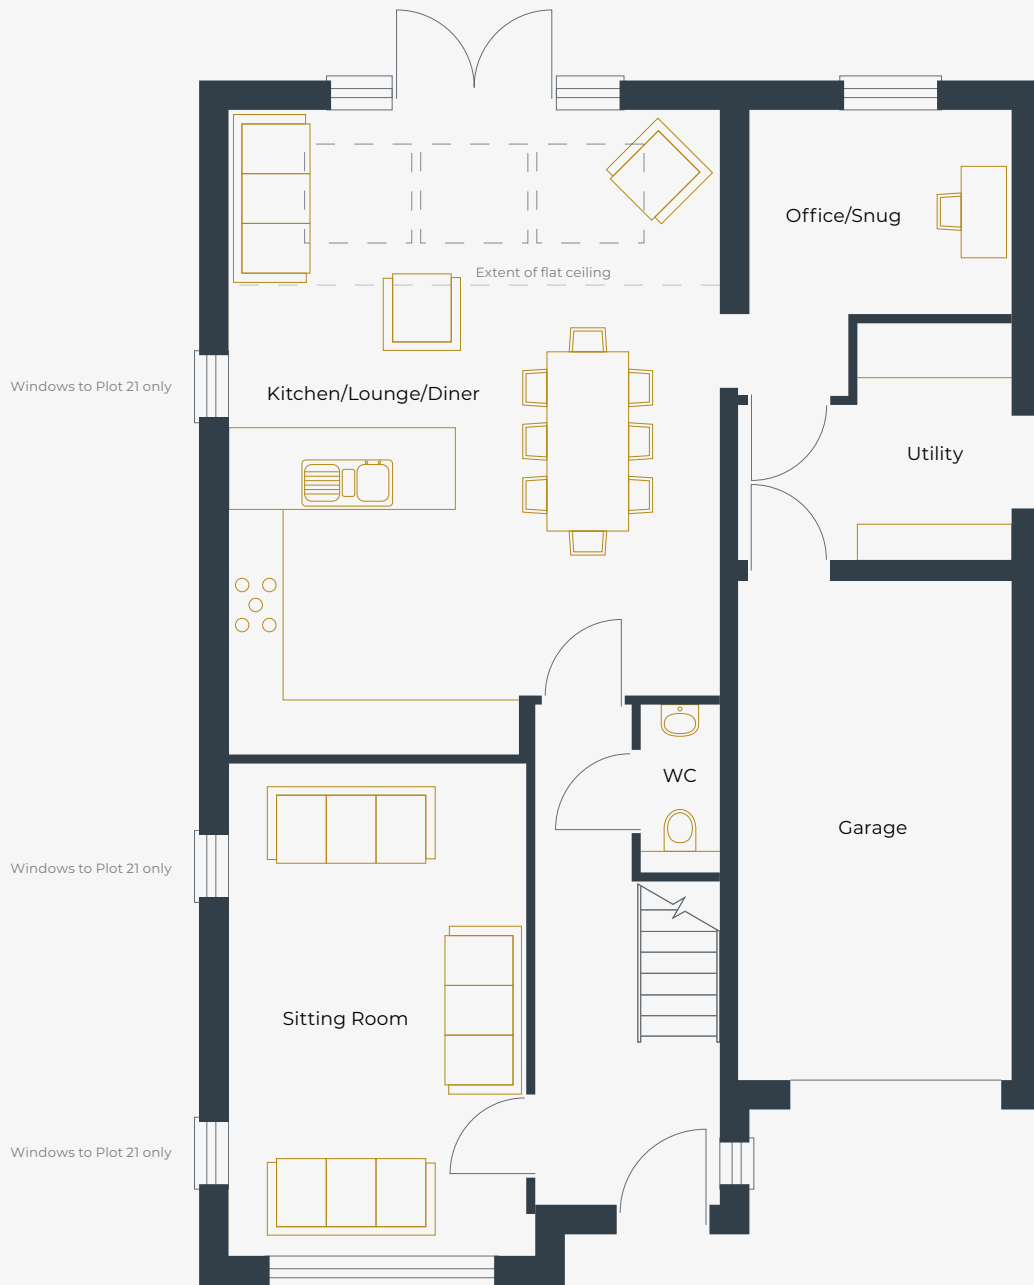 Office/Snug
Extent of flat ceiling
Windows to Plot 21 only
Kitchen/Lounge/Diner
Utility
WC
Garage
Windows to Plot 21 only
Sitting Room
Windows to Plot 21 only